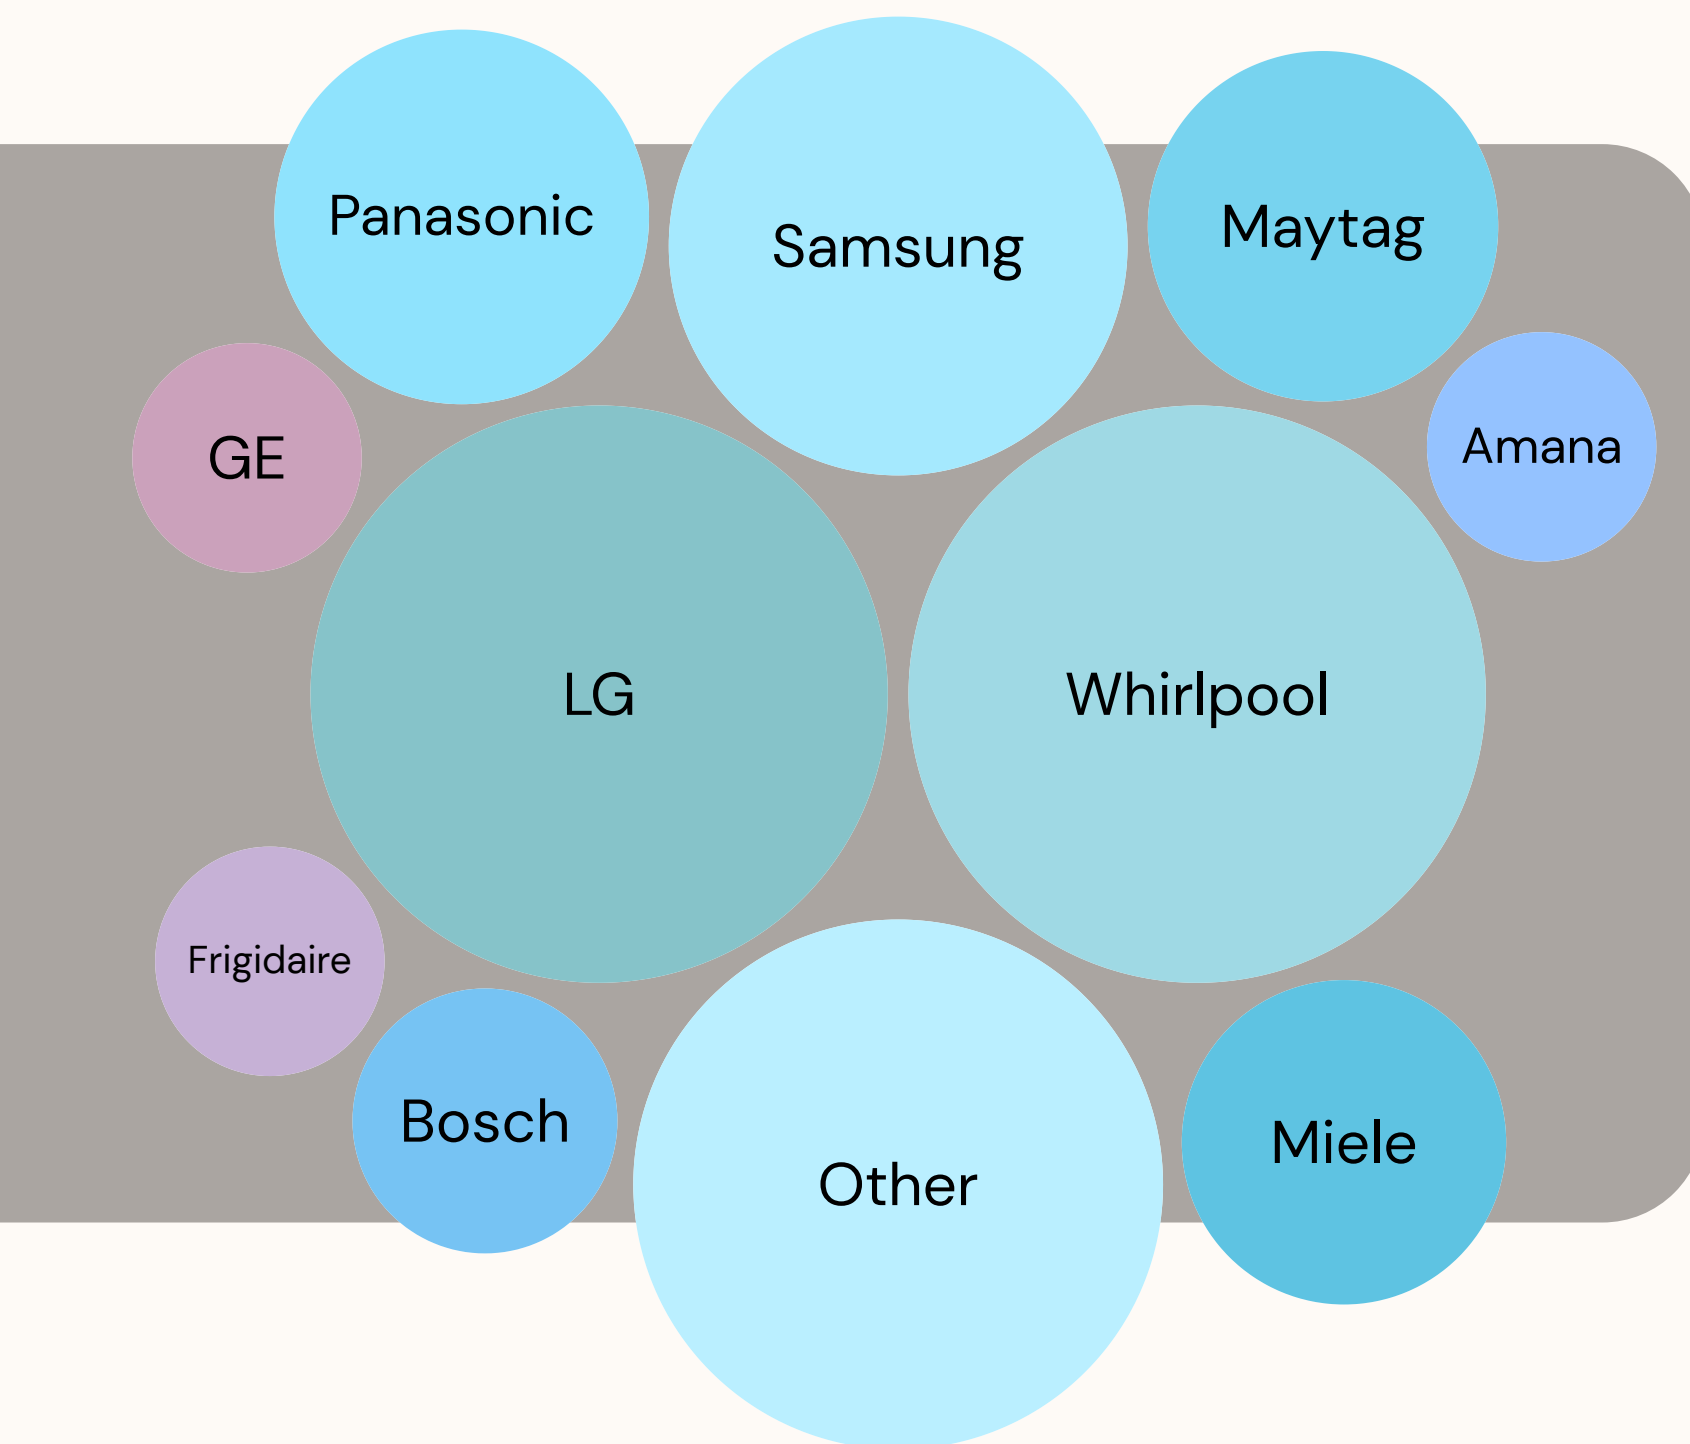 Panasonic
Samsung
Maytag
GE
Amana
LG
Whirlpool
Frigidaire
Bosch
Other
Miele